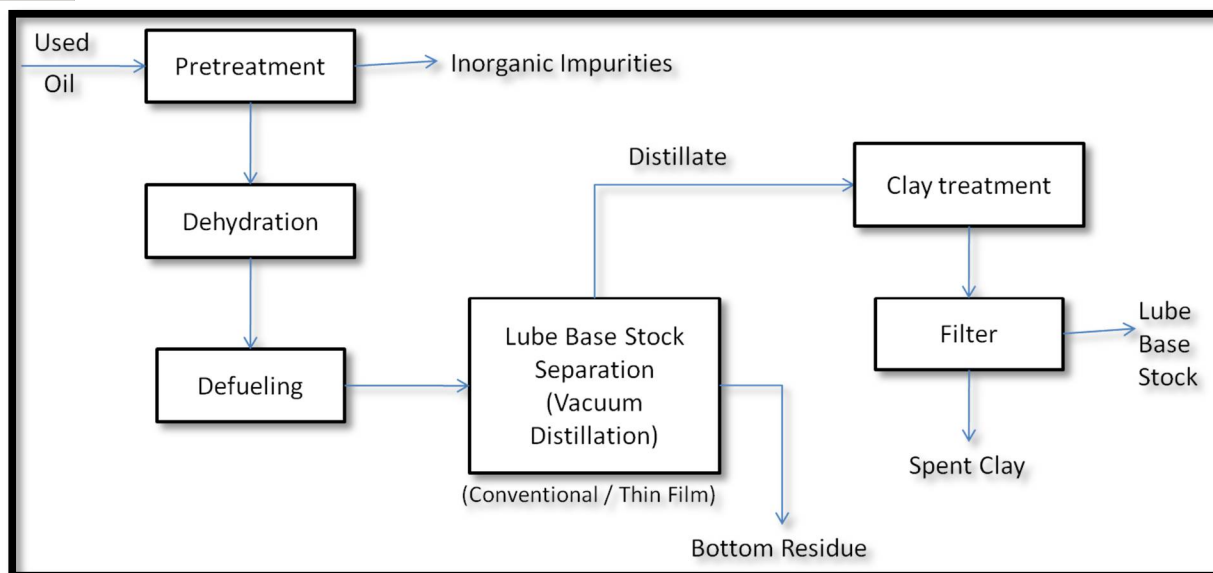 Used
Oil
Pretreatment
Inorganic Impurities
Distillate
Clay treatment
Dehydration
Lube Base Stock
Separation
(Vacuum
Distillation)
Filter
Lube
Base
Stock
Defueling
(Conventional / Thin Film)
Spent Clay
Bottom Residue